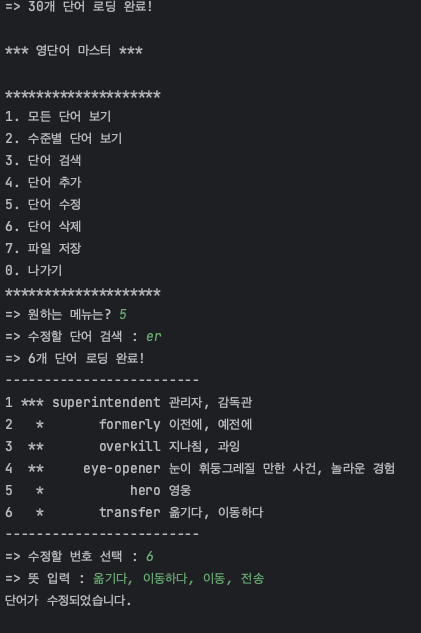 => 30개 단어 로딩 완료!
*** 영단어 마스터 ***
********************
1. 모든 단어 보기
2. 수준별 단어 보기
3. 단어 검색
4. 단어 추가
5. 단어 수정
6. 단어 삭제
7. 파일 저장
0. 나가기
********************
=> 원하는 메뉴는? 5
=> 수정할 단어 검색 : er
=> 6개 단어 로딩 완료!
-------------------------
1 *** superintendent 관리자, 감독관
2   *       formerly 이전에, 예전에
3  **       overkill 지나침, 과잉
4  **     eye-opener 눈이 휘둥그레질 만한 사건, 놀라운 경험
5   *           hero 영웅
6   *       transfer 옮기다, 이동하다
-------------------------
=> 수정할 번호 선택 : 6
=> 뜻 입력 : 옮기다, 이동하다, 이동, 전송
단어가 수정되었습니다.